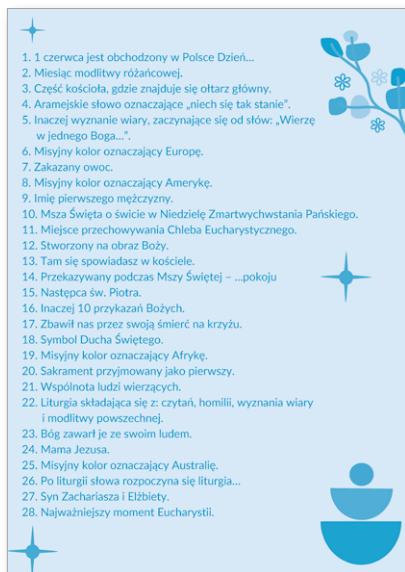 1. 1 czerwca jest obchodzony w Polsce Dzień...
2. Miesiąc modlitwy różańcowej.
3. Część kościoła, gdzie znajduje się ołtarz główny.
4. Aramejskie słowo oznaczające „niech się tak stanie”.
5. Inaczej wyznanie wiary, zaczynające się od słów: „Wierzę
w jednego Boga...”.
6. Misyjny kolor oznaczający Europę.
7. Zakazany owoc.
8. Misyjny kolor oznaczający Amerykę.
9. Imię pierwszego mężczyzny.
10. Msza Święta o świcie w Niedzielę Zmartwychwstania Pańskiego.
11. Miejsce przechowywania Chleba Eucharystycznego.
12. Stworzony na obraz Boży.
13. Tam się spowiadasz w kościele.
14. Przekazywany podczas Mszy Świętej – ...pokoju
15. Następca św. Piotra.
16. Inaczej 10 przykazań Bożych.
17. Zbawił nas przez swoją śmierć na krzyżu.
18. Symbol Ducha Świętego.
19. Misyjny kolor oznaczający Afrykę.
20. Sakrament przyjmowany jako pierwszy.
21. Wspólnota ludzi wierzących.
22. Liturgia składająca się z: czytań, homilii, wyznania wiary
i modlitwy powszechnej.
23. Bóg zawarł je ze swoim ludem.
24. Mama Jezusa.
25. Misyjny kolor oznaczający Australię.
26. Po liturgii słowa rozpoczyna się liturgia...
27. Syn Zachariasza i Elżbiety.
28. Najważniejszy moment Eucharystii.